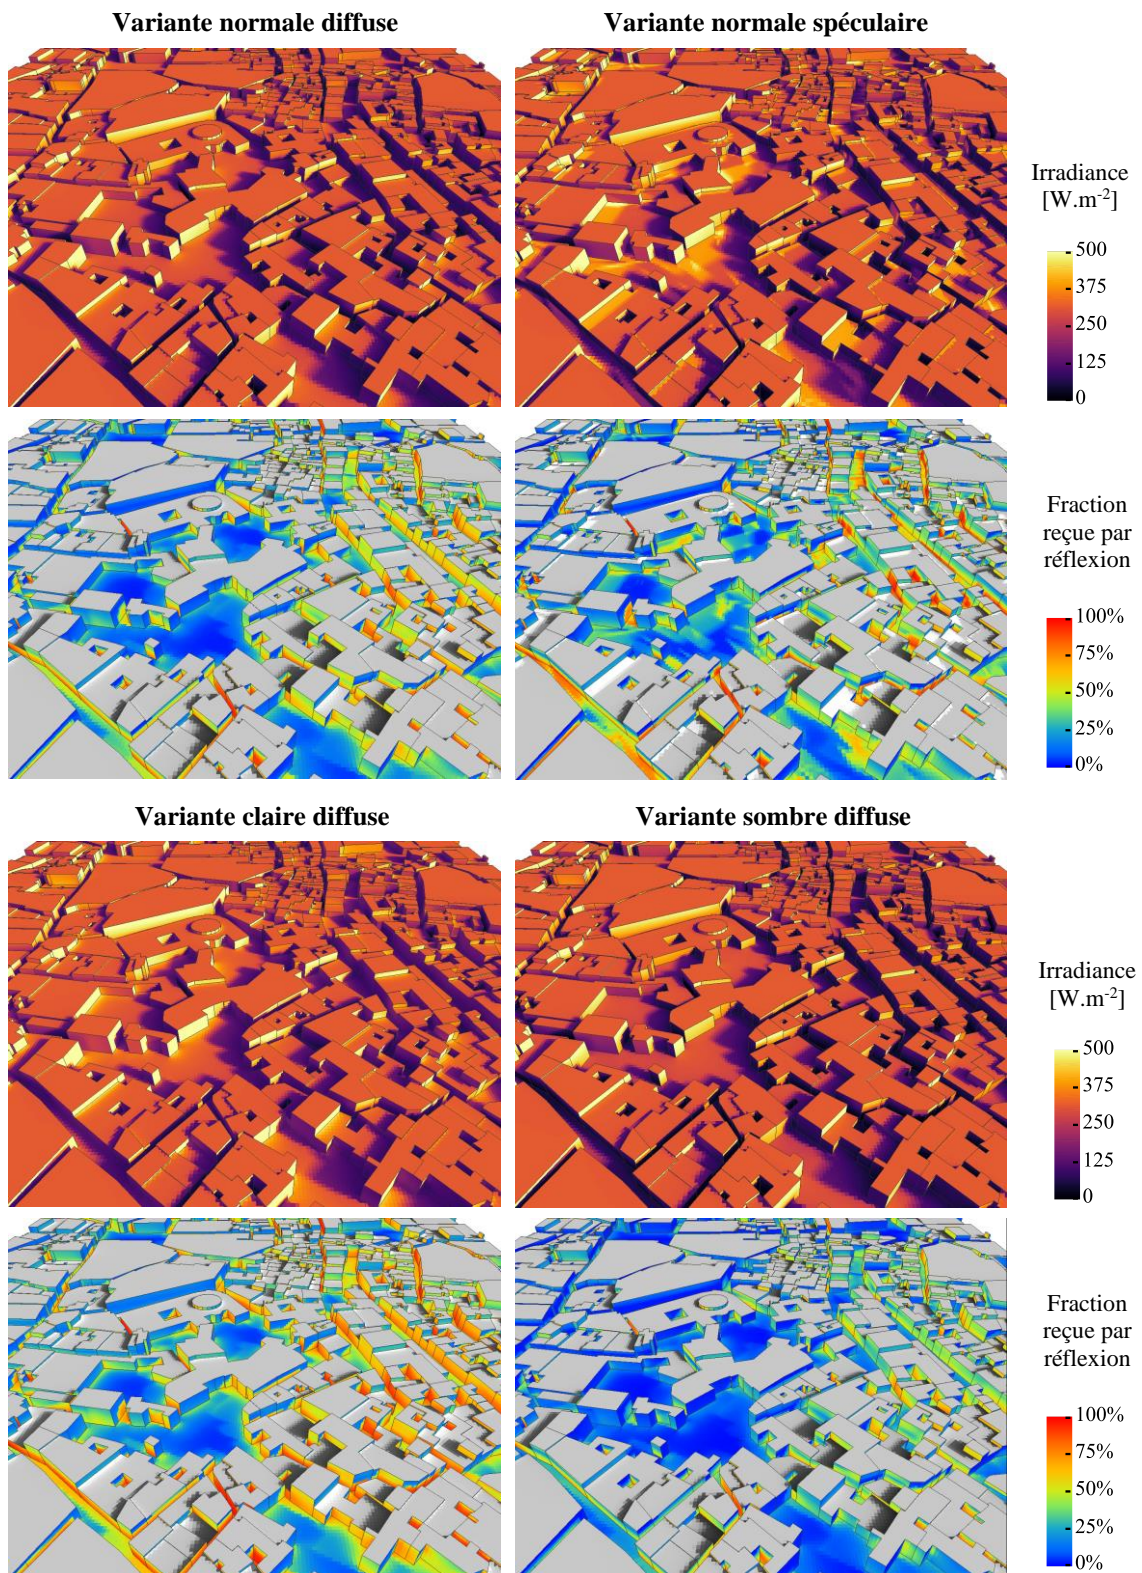 Variante normale diffuse
Variante normale spéculaire
Irradiance
[W.m⁻²]
500
375
250
125
0
Fraction
reçue par
réflexion
100%
75%
50%
25%
0%
Variante claire diffuse
Variante sombre diffuse
Irradiance
[W.m⁻²]
500
375
250
125
0
Fraction
reçue par
réflexion
100%
75%
50%
25%
0%